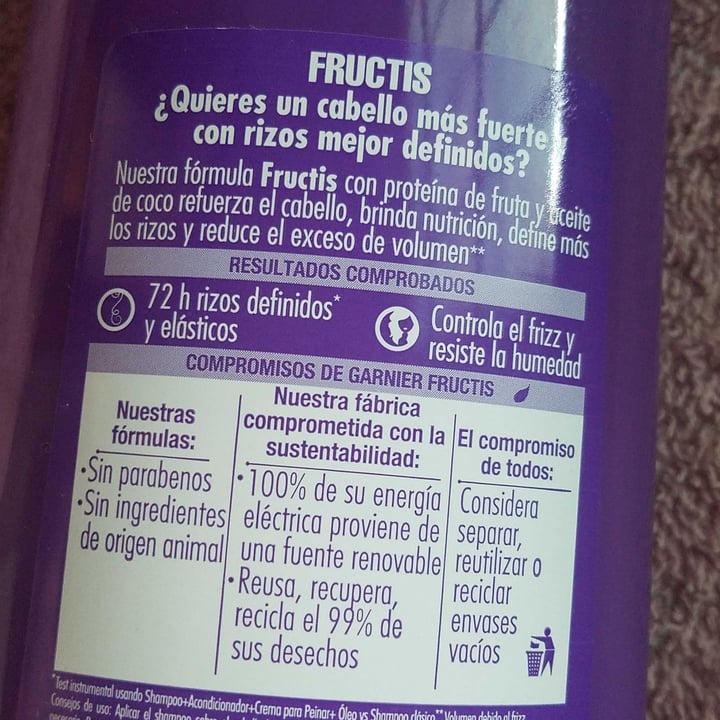 FRUCTIS
¿Quieres un cabello más fuerte
con rizos mejor definidos?
Nuestra fórmula Fructis con proteína de fruta y aceite
de coco refuerza el cabello, brinda nutrición, define más
los rizos y reduce el exceso de volumen**
RESULTADOS COMPROBADOS
72 h rizos definidos*
y elásticos
Controla el frizz y
resiste la humedad
COMPROMISOS DE GARNIER FRUCTIS
Nuestras
fórmulas:
•Sin parabenos
•Sin ingredientes
de origen animal
Nuestra fábrica
comprometida con la
sustentabilidad:
•100% de su energía
eléctrica proviene de
una fuente renovable
•Reusa, recupera,
recicla el 99% de
sus desechos
El compromiso
de todos:
Considera
separar,
reutilizar o
reciclar
envases
vacíos
*Test instrumental usando Shampoo+Acondicionador+Crema para Peinar+ Óleo vs Shampoo clásico **Volumen debido al frizz
Consejos de uso: Aplicar el shampoo